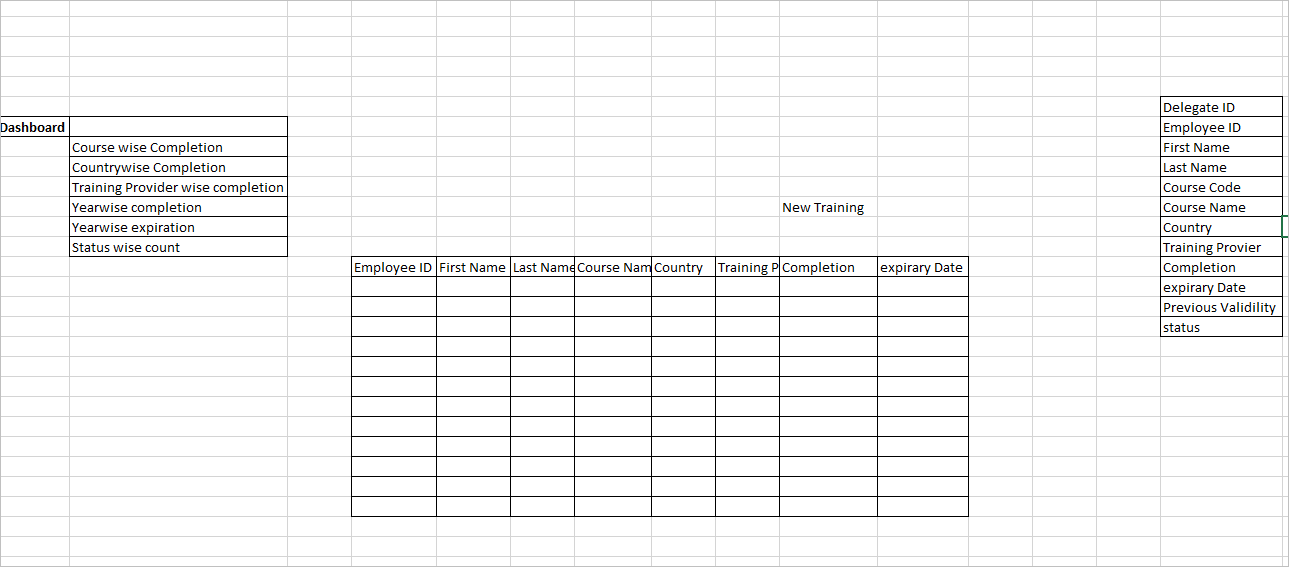 Dashboard
Course wise Completion
Countrywise Completion
Training Provider wise completion
Yearwise completion
Yearwise expiration
Status wise count
New Training
Employee ID First Name Last Name Course Nam Country Training P Completion expirary Date
Delegate ID
Employee ID
First Name
Last Name
Course Code
Course Name
Country
Training Provier
Completion
expirary Date
Previous Validility
status